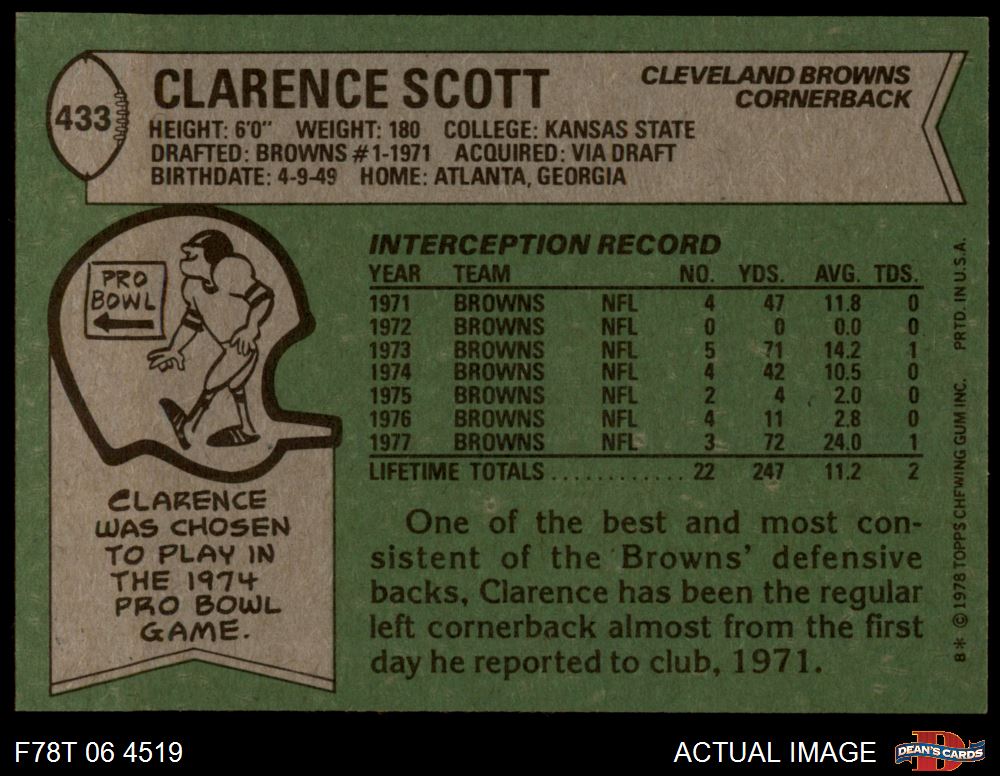 433
CLARENCE SCOTT
CLEVELAND BROWNS
CORNERBACK
HEIGHT: 6'0" WEIGHT: 180 COLLEGE: KANSAS STATE
DRAFTED: BROWNS #1-1971 ACQUIRED: VIA DRAFT
BIRTHDATE: 4-9-49 HOME: ATLANTA, GEORGIA
PRO
BOWL
CLARENCE
WAS CHOSEN
TO PLAY IN
THE 1974
PRO BOWL
GAME.
INTERCEPTION RECORD
YEAR TEAM NO. YDS. AVG. TDS.
1971 BROWNS NFL 4 47 11.8 0
1972 BROWNS NFL 0 0 0.0 0
1973 BROWNS NFL 5 71 14.2 1
1974 BROWNS NFL 4 42 10.5 0
1975 BROWNS NFL 2 4 2.0 0
1976 BROWNS NFL 4 11 2.8 0
1977 BROWNS NFL 3 72 24.0 1
LIFETIME TOTALS ............ 22 247 11.2 2
One of the best and most con-
sistent of the Browns' defensive
backs, Clarence has been the regular
left cornerback almost from the first
day he reported to club, 1971.
8* © 1978 TOPPS CHEWING GUM INC. PRTD. IN U.S.A.
F78T 06 4519
ACTUAL IMAGE
D
DEAN'S CARDS